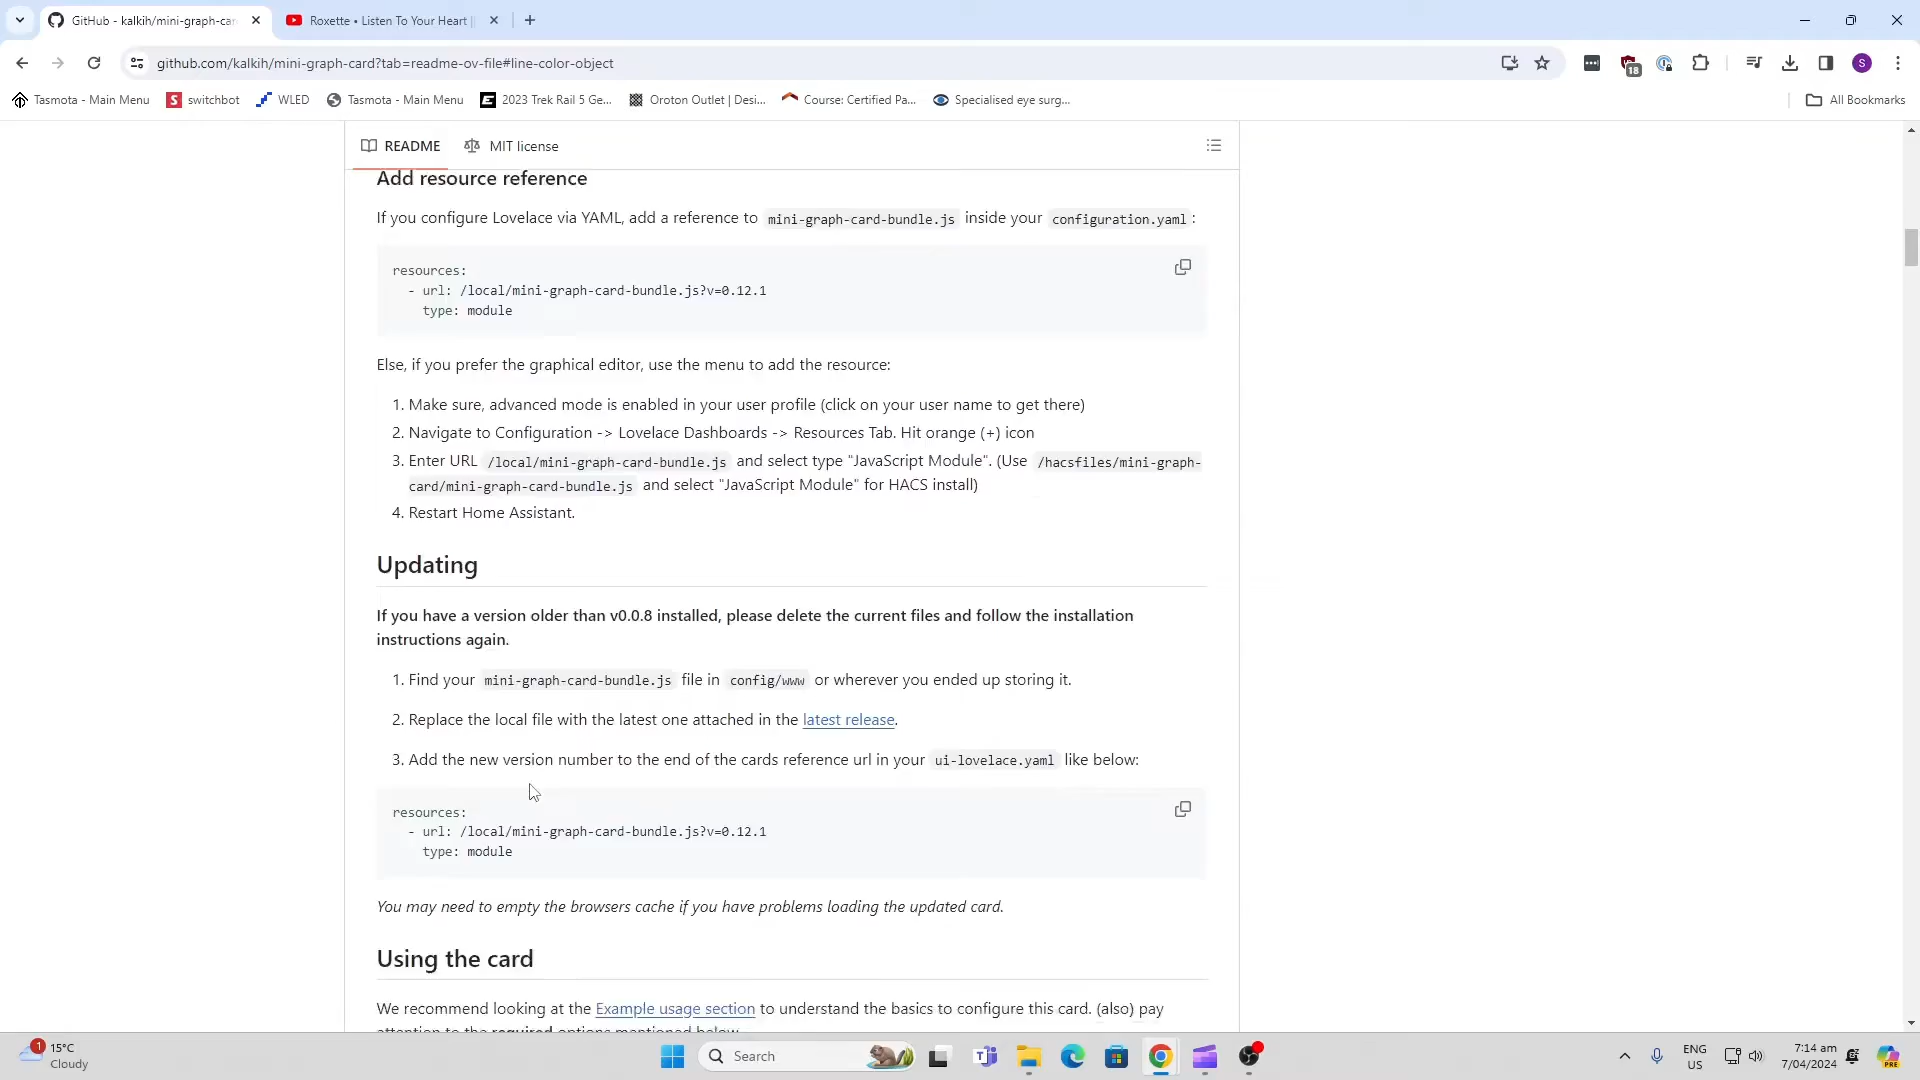 GitHub - kalkih/mini-graph-car
Roxette • Listen To Your Heart |
github.com/kalkih/mini-graph-card?tab=readme-ov-file#line-color-object
18
S
Tasmota - Main Menu
switchbot
WLED
Tasmota - Main Menu
2023 Trek Rail 5 Ge...
Oroton Outlet | Desi...
Course: Certified Pa...
Specialised eye surg...
All Bookmarks
README
MIT license
Add resource reference
If you configure Lovelace via YAML, add a reference to mini-graph-card-bundle.js inside your configuration.yaml :
resources:
- url: /local/mini-graph-card-bundle.js?v=0.12.1
type: module
Else, if you prefer the graphical editor, use the menu to add the resource:
1. Make sure, advanced mode is enabled in your user profile (click on your user name to get there)
2. Navigate to Configuration -> Lovelace Dashboards -> Resources Tab. Hit orange (+) icon
3. Enter URL /local/mini-graph-card-bundle.js and select type "JavaScript Module". (Use /hacsfiles/mini-graph-
card/mini-graph-card-bundle.js and select "JavaScript Module" for HACS install)
4. Restart Home Assistant.
Updating
If you have a version older than v0.0.8 installed, please delete the current files and follow the installation
instructions again.
1. Find your mini-graph-card-bundle.js file in config/www or wherever you ended up storing it.
2. Replace the local file with the latest one attached in the latest release.
3. Add the new version number to the end of the cards reference url in your ui-lovelace.yaml like below:
resources:
- url: /local/mini-graph-card-bundle.js?v=0.12.1
type: module
You may need to empty the browsers cache if you have problems loading the updated card.
Using the card
We recommend looking at the Example usage section to understand the basics to configure this card. (also) pay
attention to the required options mentioned below.
1
15°C
Cloudy
Search
ENG
US
7:14 am
7/04/2024
PRE